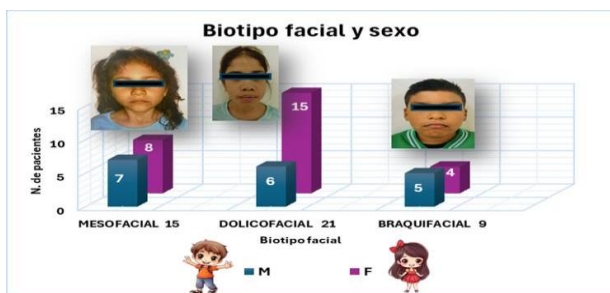 Biotipo facial y sexo
N. de pacientes
15
10
5
0
7
8
6
15
5
4
MESOFACIAL 15
DOLICOFACIAL 21
BRAQUIFACIAL 9
Biotipo facial
M
F